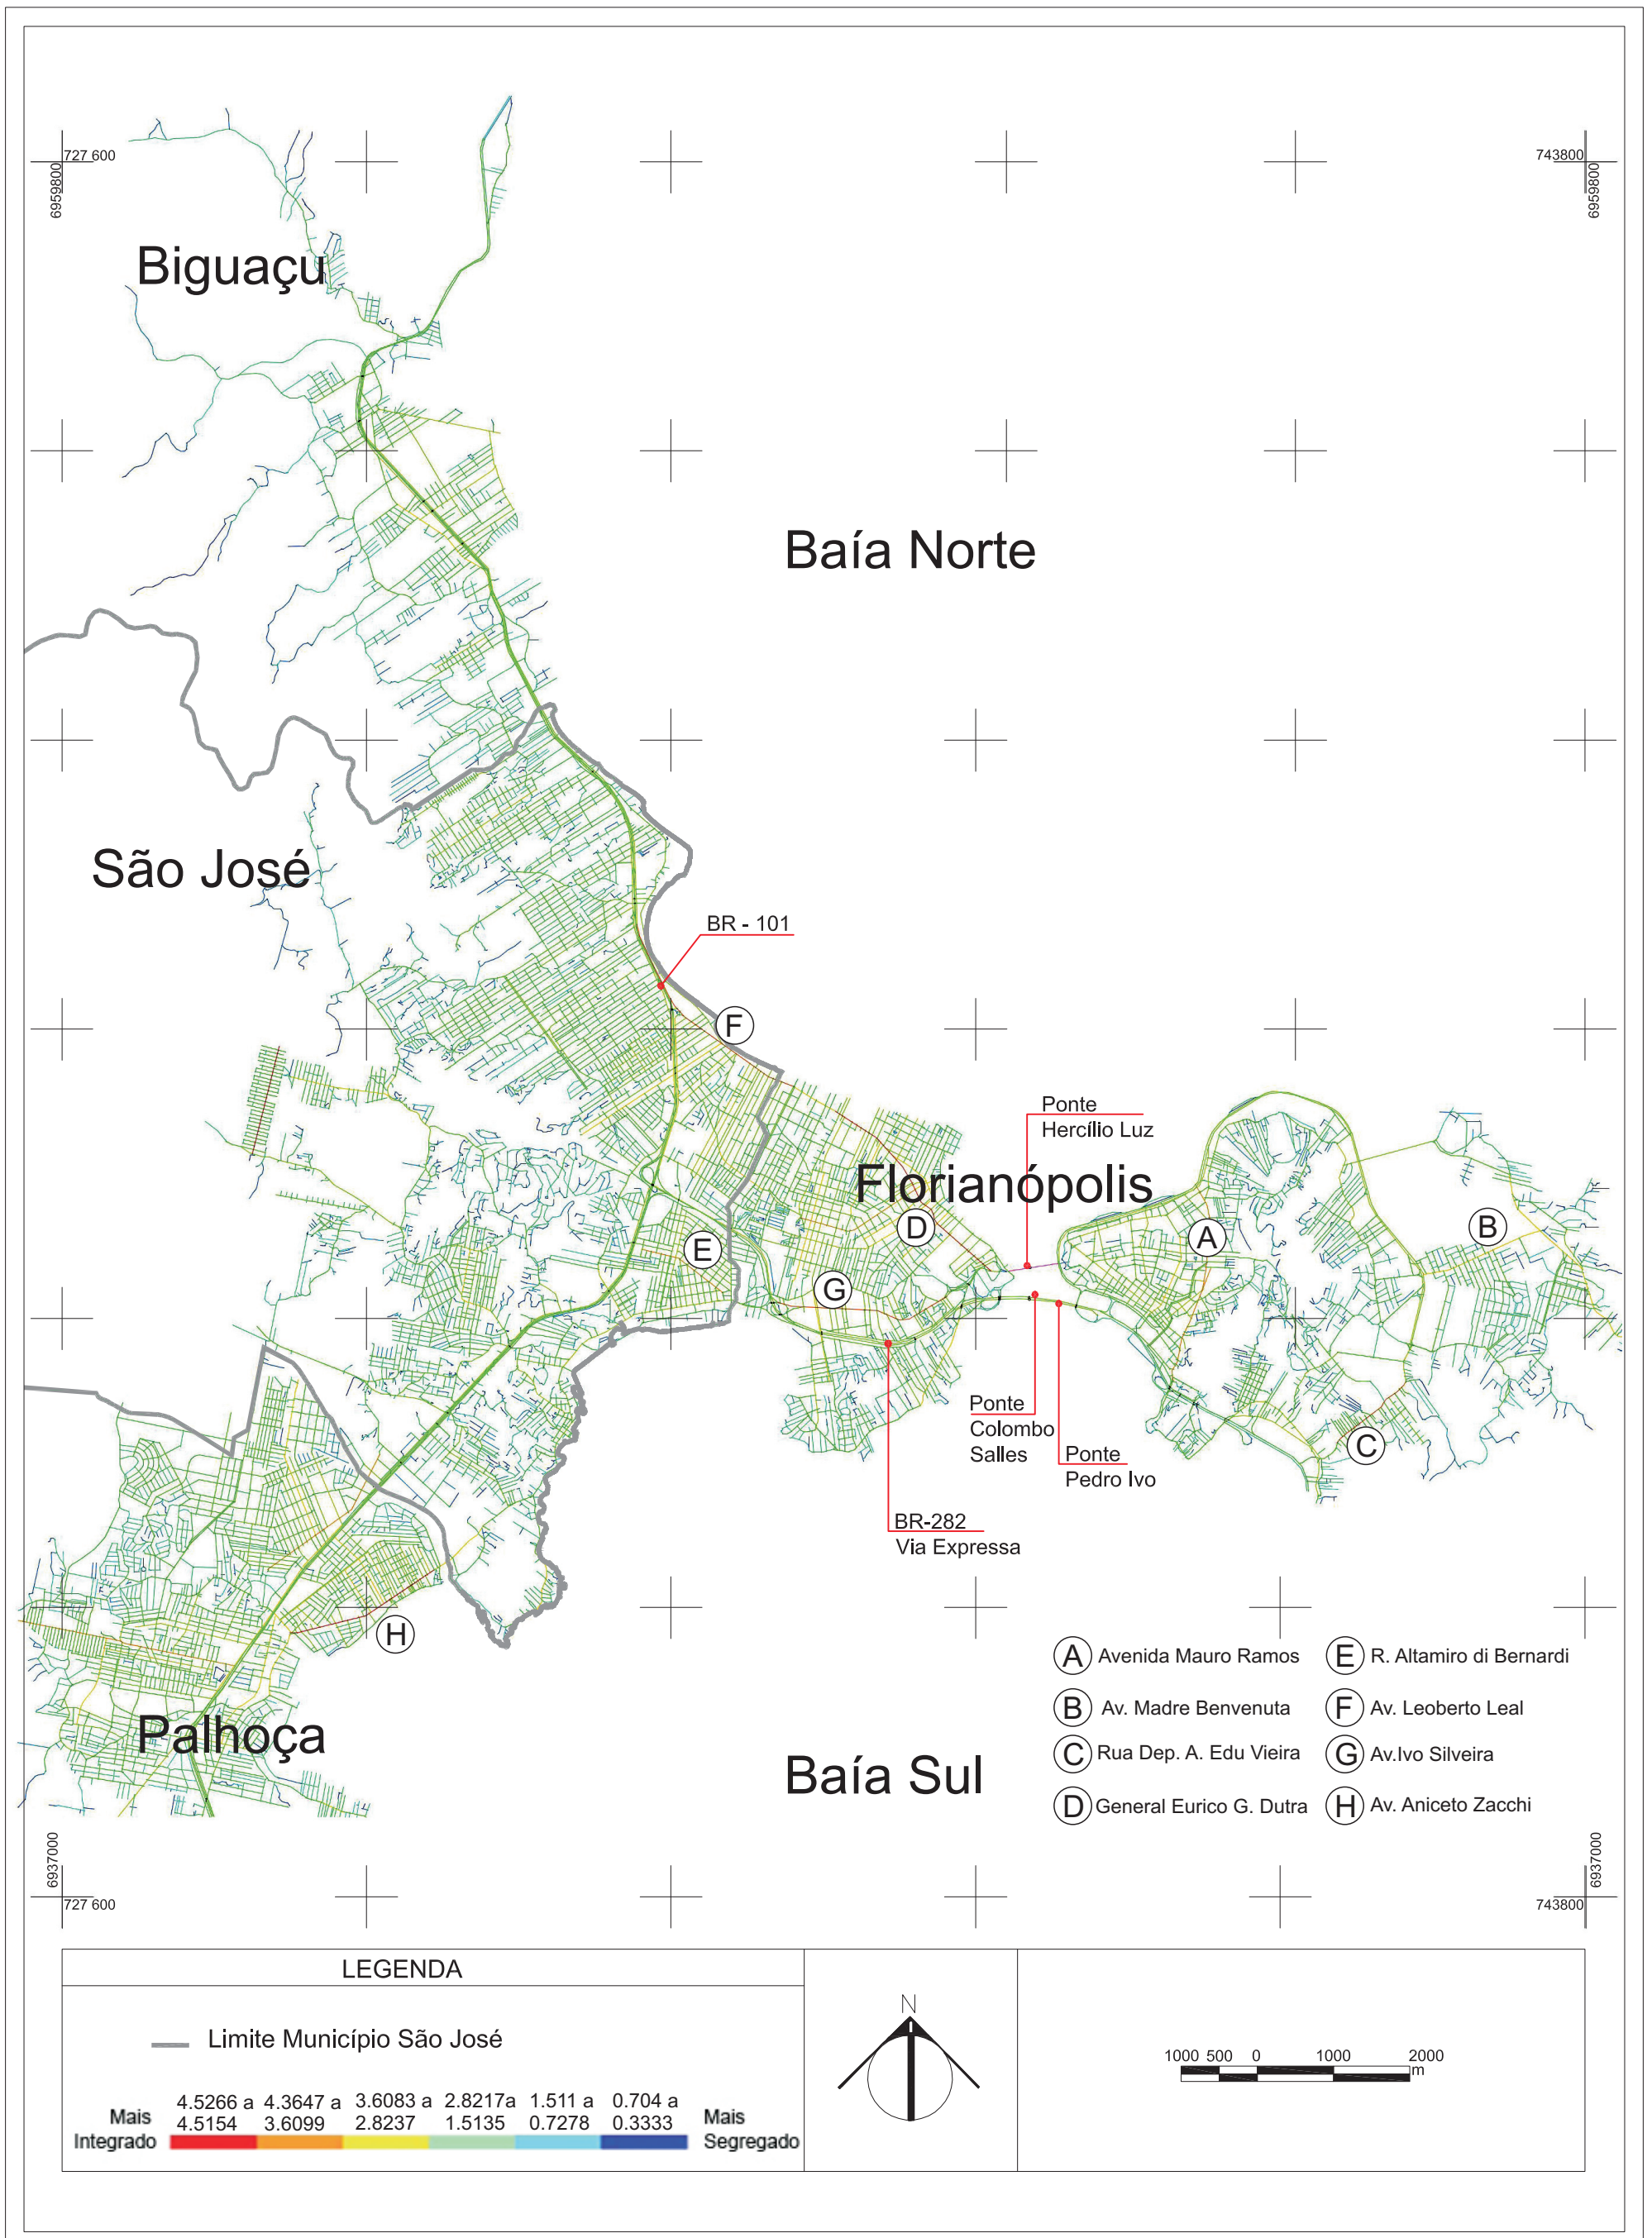 727 600
6959800
743800
6959800
Biguaçu
Baía Norte
São José
BR - 101
F
Ponte
Hercílio Luz
Florianópolis
D
A
B
E
G
Ponte
Colombo
Salles
Ponte
Pedro Ivo
C
BR-282
Via Expressa
H
Palhoça
Baía Sul
A Avenida Mauro Ramos
B Av. Madre Benvenuta
C Rua Dep. A. Edu Vieira
D General Eurico G. Dutra
E R. Altamiro di Bernardi
F Av. Leoberto Leal
G Av.Ivo Silveira
H Av. Aniceto Zacchi
6937000
727 600
6937000
743800
LEGENDA
Limite Município São José
Mais
Integrado
4.5266 a 4.3647 a 3.6083 a 2.8217a 1.511 a 0.704 a
4.5154 3.6099 2.8237 1.5135 0.7278 0.3333
Mais
Segregado
N
1000 500 0 1000 2000
m